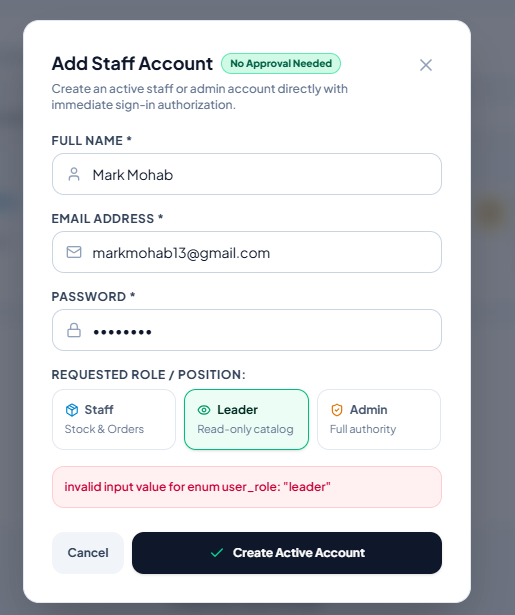 Add Staff Account No Approval Needed
Create an active staff or admin account directly with
immediate sign-in authorization.
FULL NAME *
Mark Mohab
EMAIL ADDRESS *
markmohab13@gmail.com
PASSWORD *
••••••••
REQUESTED ROLE / POSITION:
Staff Leader Admin
Stock & Orders Read-only catalog Full authority
invalid input value for enum user_role: "leader"
Cancel Create Active Account